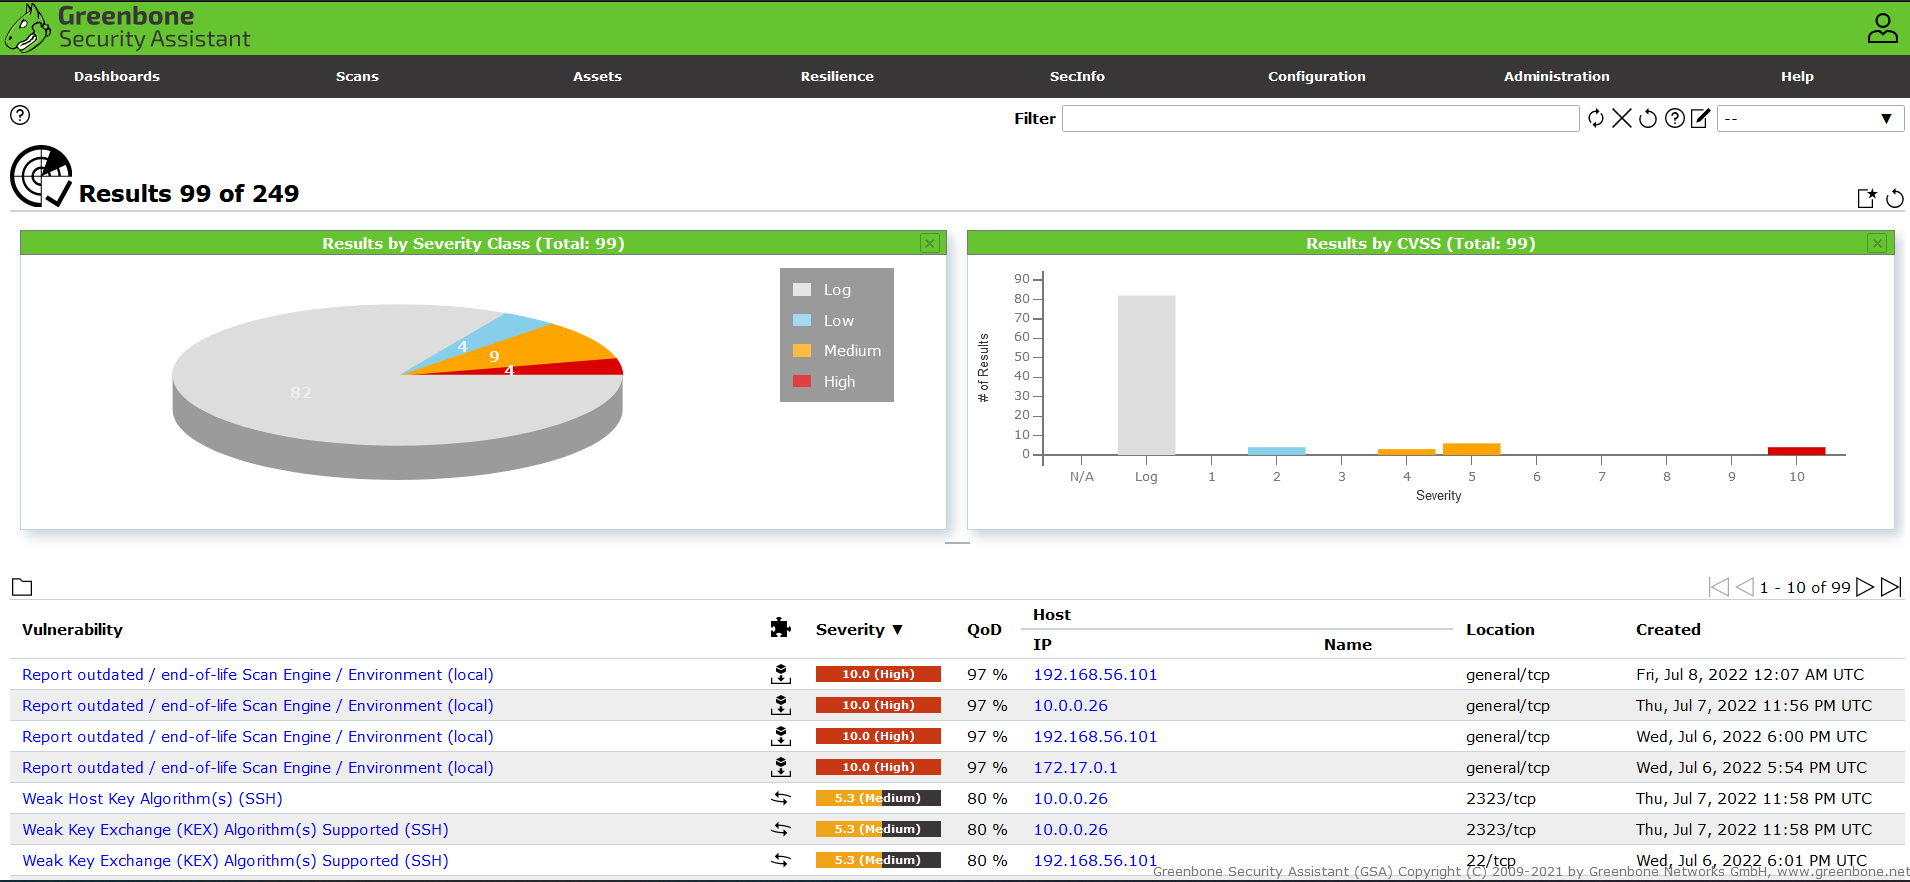 Greenbone
Security Assistant
Dashboards Scans Assets Resilience SecInfo Configuration Administration Help
Filter --
Results 99 of 249
Results by Severity Class (Total: 99)
82
4
9
4
Log
Low
Medium
High
Results by CVSS (Total: 99)
# of Results
90
80
70
60
50
40
30
20
10
0
N/A Log 1 2 3 4 5 6 7 8 9 10
Severity
1 - 10 of 99
Vulnerability Severity ▼ QoD Host Location Created
IP Name
Report outdated / end-of-life Scan Engine / Environment (local) 10.0 (High) 97 % 192.168.56.101 general/tcp Fri, Jul 8, 2022 12:07 AM UTC
Report outdated / end-of-life Scan Engine / Environment (local) 10.0 (High) 97 % 10.0.0.26 general/tcp Thu, Jul 7, 2022 11:56 PM UTC
Report outdated / end-of-life Scan Engine / Environment (local) 10.0 (High) 97 % 192.168.56.101 general/tcp Wed, Jul 6, 2022 6:00 PM UTC
Report outdated / end-of-life Scan Engine / Environment (local) 10.0 (High) 97 % 172.17.0.1 general/tcp Wed, Jul 6, 2022 5:54 PM UTC
Weak Host Key Algorithm(s) (SSH) 5.3 (Medium) 80 % 10.0.0.26 2323/tcp Thu, Jul 7, 2022 11:58 PM UTC
Weak Key Exchange (KEX) Algorithm(s) Supported (SSH) 5.3 (Medium) 80 % 10.0.0.26 2323/tcp Thu, Jul 7, 2022 11:58 PM UTC
Weak Key Exchange (KEX) Algorithm(s) Supported (SSH) 5.3 (Medium) 80 % 192.168.56.101 22/tcp Wed, Jul 6, 2022 6:01 PM UTC
Greenbone Security Assistant (GSA) Copyright (C) 2009-2021 by Greenbone Networks GmbH, www.greenbone.net